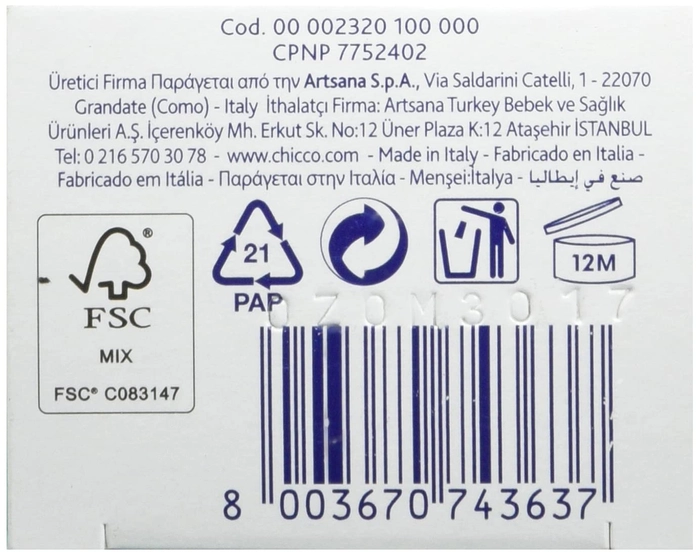 Cod. 00 002320 100 000
CPNP 7752402
Üretici Firma Παράγεται από την Artsana S.p.A., Via Saldarini Catelli, 1 - 22070
Grandate (Como) - Italy İthalatçı Firma: Artsana Turkey Bebek ve Sağlık
Ürünleri A.Ş. İçerenköy Mh. Erkut Sk. No:12 Üner Plaza K:12 Ataşehir İSTANBUL
Tel: 0 216 570 30 78 - www.chicco.com - Made in Italy - Fabricado en Italia -
Fabricado em Itália - Παράγεται στην Ιταλία - Menşei:İtalya - صنع في إيطاليا
21
PAP
12M
®
FSC
MIX
FSC® C083147
8 003670 743637